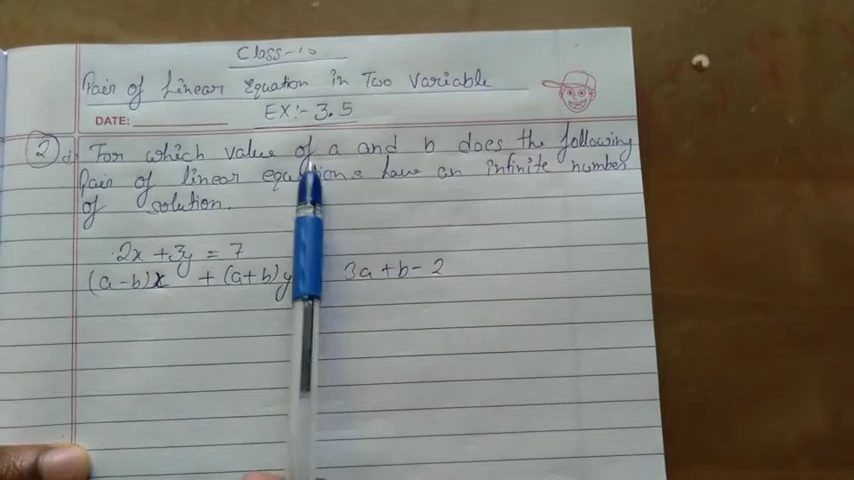 Class-10
Pair of Linear Equation in Two Variable
DATE: EX:- 3.5
2 For which value of a and b does the following
Pair of linear equations have an infinite number
of solution.
2x + 3y = 7
(a-b)x + (a+b)y 3a+b-2